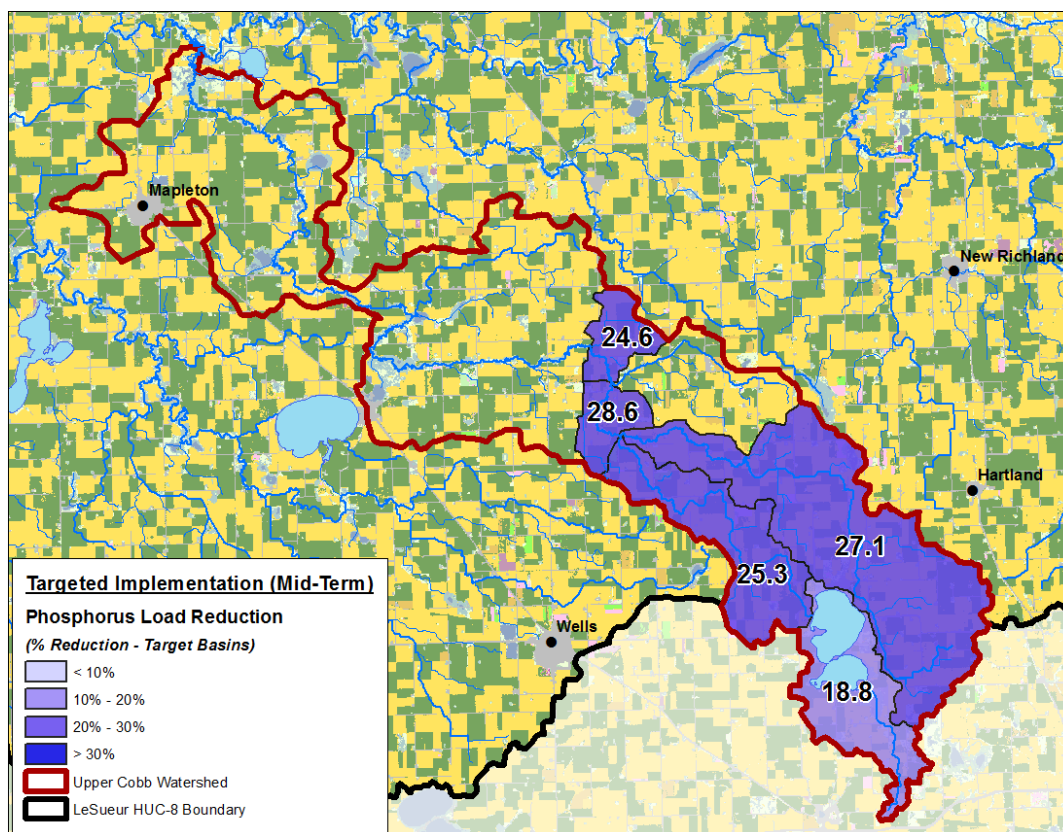 Mapleton
New Richland
24.6
28.6
Hartland
27.1
25.3
Wells
18.8
Targeted Implementation (Mid-Term)
Phosphorus Load Reduction
(% Reduction - Target Basins)
< 10%
10% - 20%
20% - 30%
> 30%
Upper Cobb Watershed
LeSueur HUC-8 Boundary